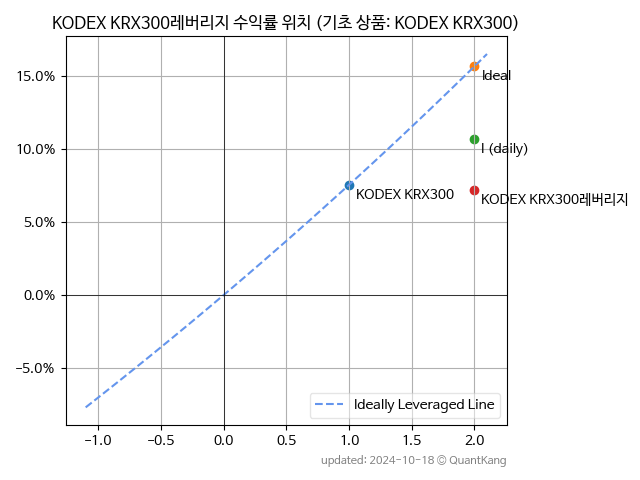 KODEX KRX300레버리지 수익률 위치 (기초 상품: KODEX KRX300)
15.0%
10.0%
5.0%
0.0%
−5.0%
Ideal
I (daily)
KODEX KRX300
KODEX KRX300레버리지
Ideally Leveraged Line
−1.0 −0.5 0.0 0.5 1.0 1.5 2.0
updated: 2024-10-18 © QuantKang